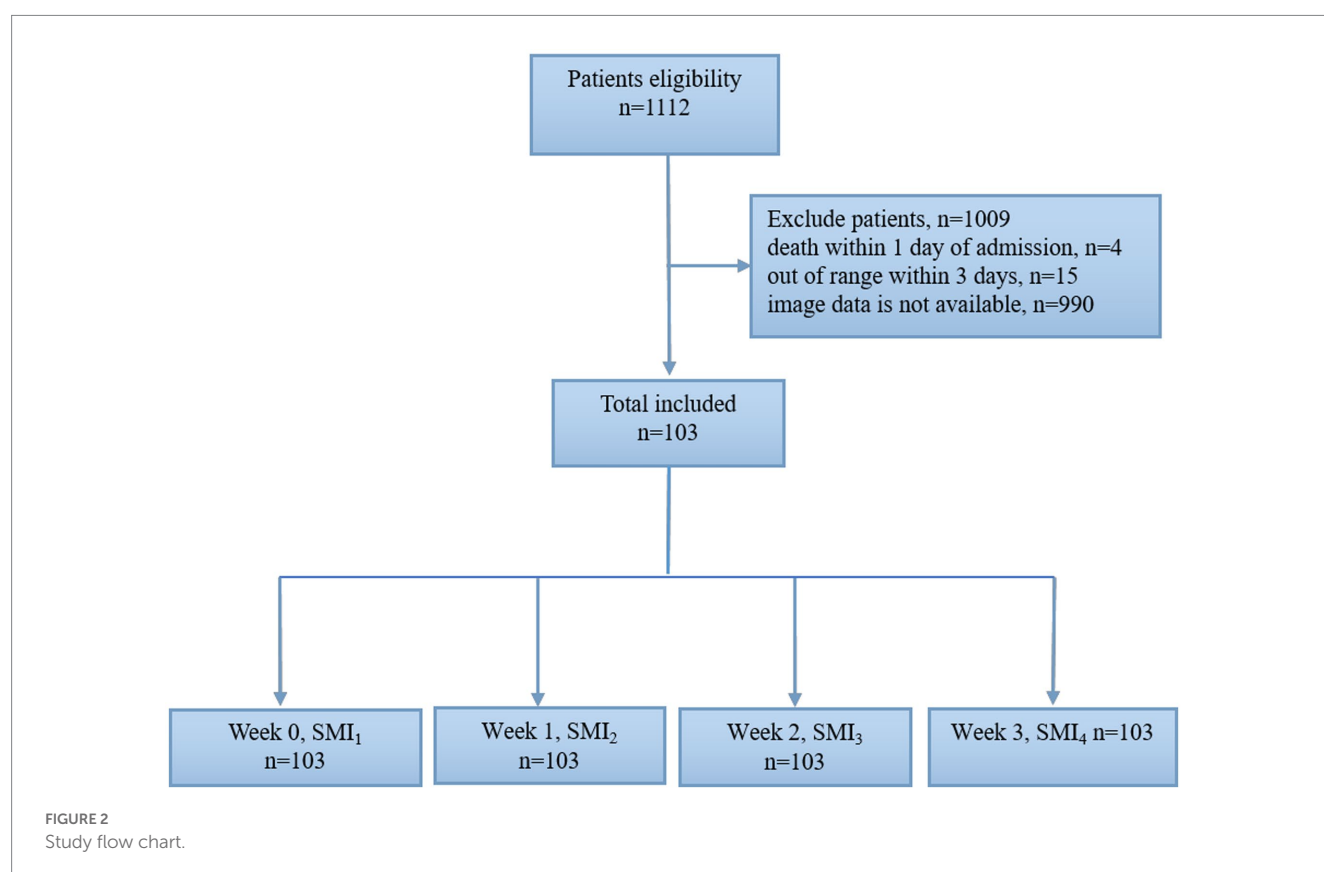 Patients eligibility
n=1112
Exclude patients, n=1009
death within 1 day of admission, n=4
out of range within 3 days, n=15
image data is not available, n=990
Total included
n=103
Week 0, SMI₁
n=103
Week 1, SMI₂
n=103
Week 2, SMI₃
n=103
Week 3, SMI₄ n=103
FIGURE 2
Study flow chart.